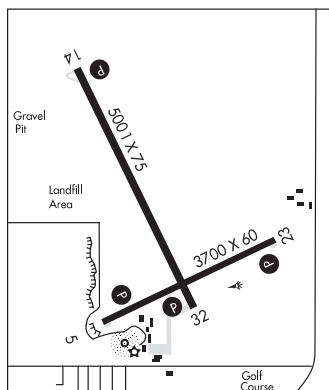 14
P
5001 X 75
Gravel
Pit
Landfill
Area
3700 X 60
23
P
P
P
32
5
Golf
Course